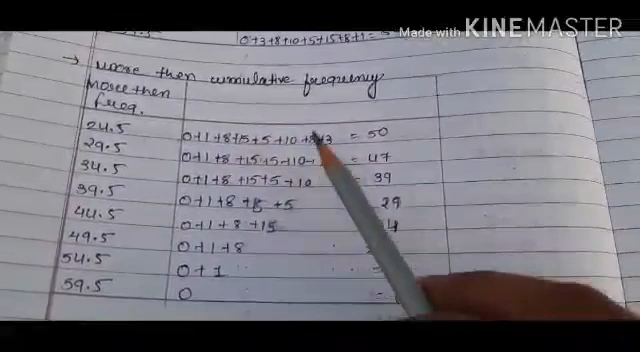 Made with KINEMASTER
0+3+8+10+5+15+8+1=5
→ more then cumulative frequency
more then
freq.
24.5 0+1+8+15+5+10+8+3 = 50
29.5 0+1+8+15+5+10+ = 47
34.5 0+1+8+15+5+10 = 39
39.5 0+1+8+18+5 29
44.5 0+1+8+15 4
49.5 0+1+8
54.5 0+1 =
59.5 0 =